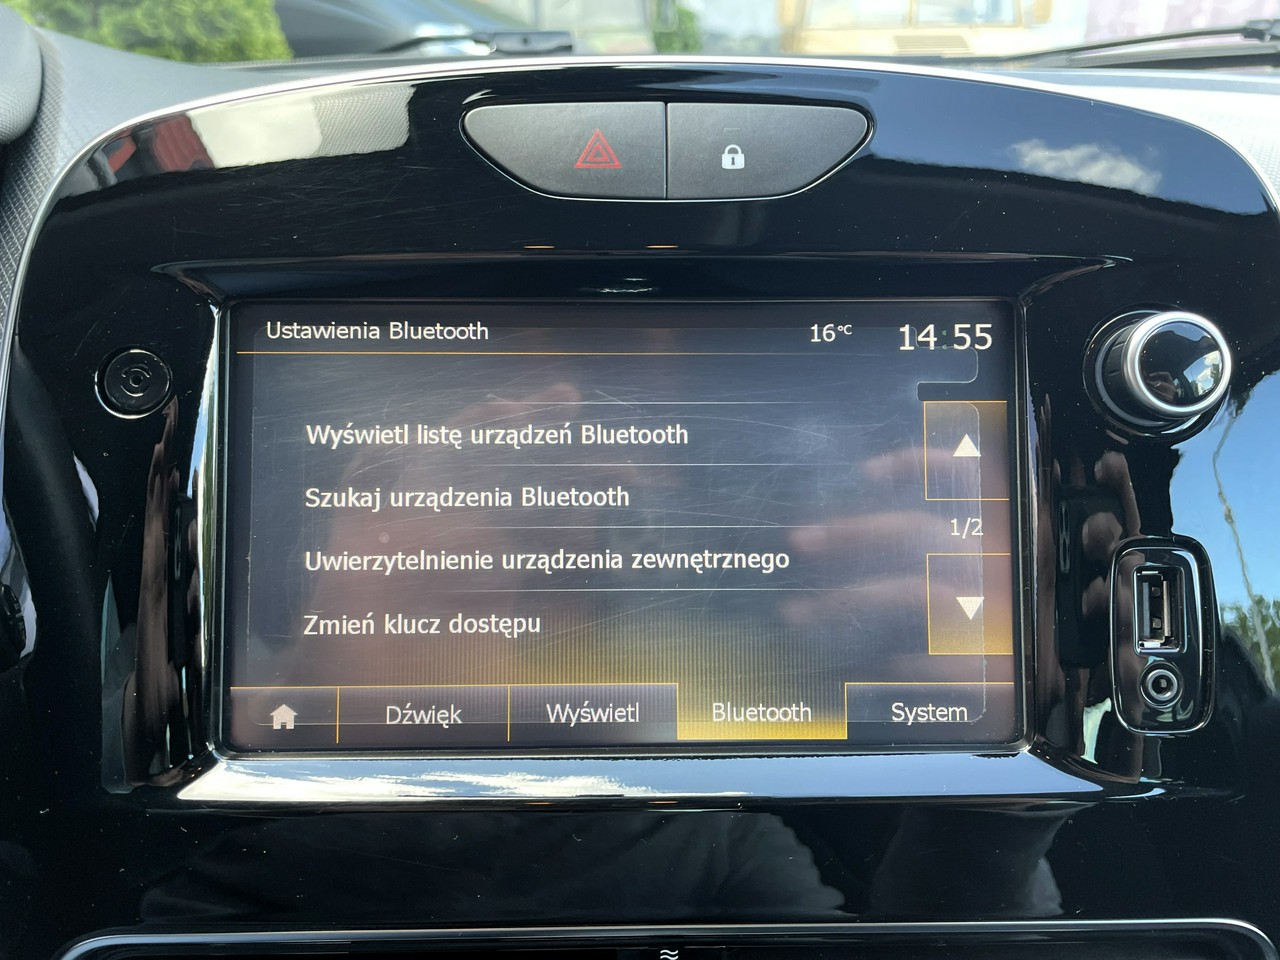 Ustawienia Bluetooth 16°C 14:55
Wyświetl listę urządzeń Bluetooth
Szukaj urządzenia Bluetooth
1/2
Uwierzytelnienie urządzenia zewnętrznego
Zmień klucz dostępu
Dźwięk Wyświetl Bluetooth System